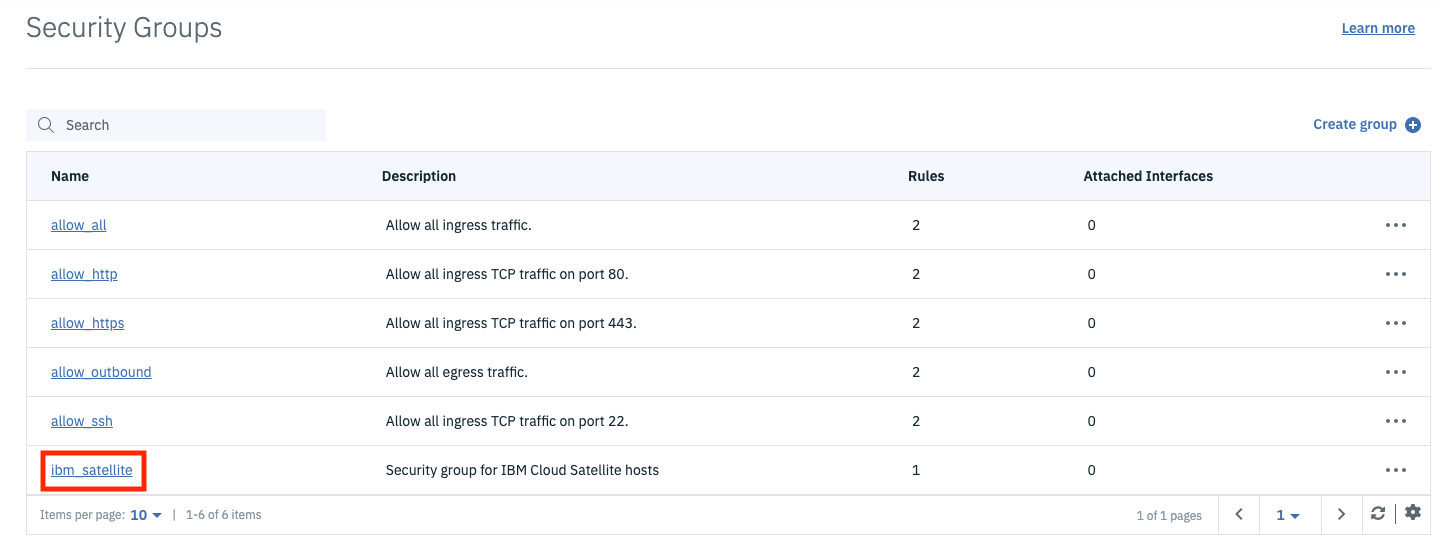 Security Groups
Learn more
Search
Create group
Name Description Rules Attached Interfaces
allow_all Allow all ingress traffic. 2 0
allow_http Allow all ingress TCP traffic on port 80. 2 0
allow_https Allow all ingress TCP traffic on port 443. 2 0
allow_outbound Allow all egress traffic. 2 0
allow_ssh Allow all ingress TCP traffic on port 22. 2 0
ibm_satellite Security group for IBM Cloud Satellite hosts 1 0
Items per page: 10 | 1-6 of 6 items 1 of 1 pages 1